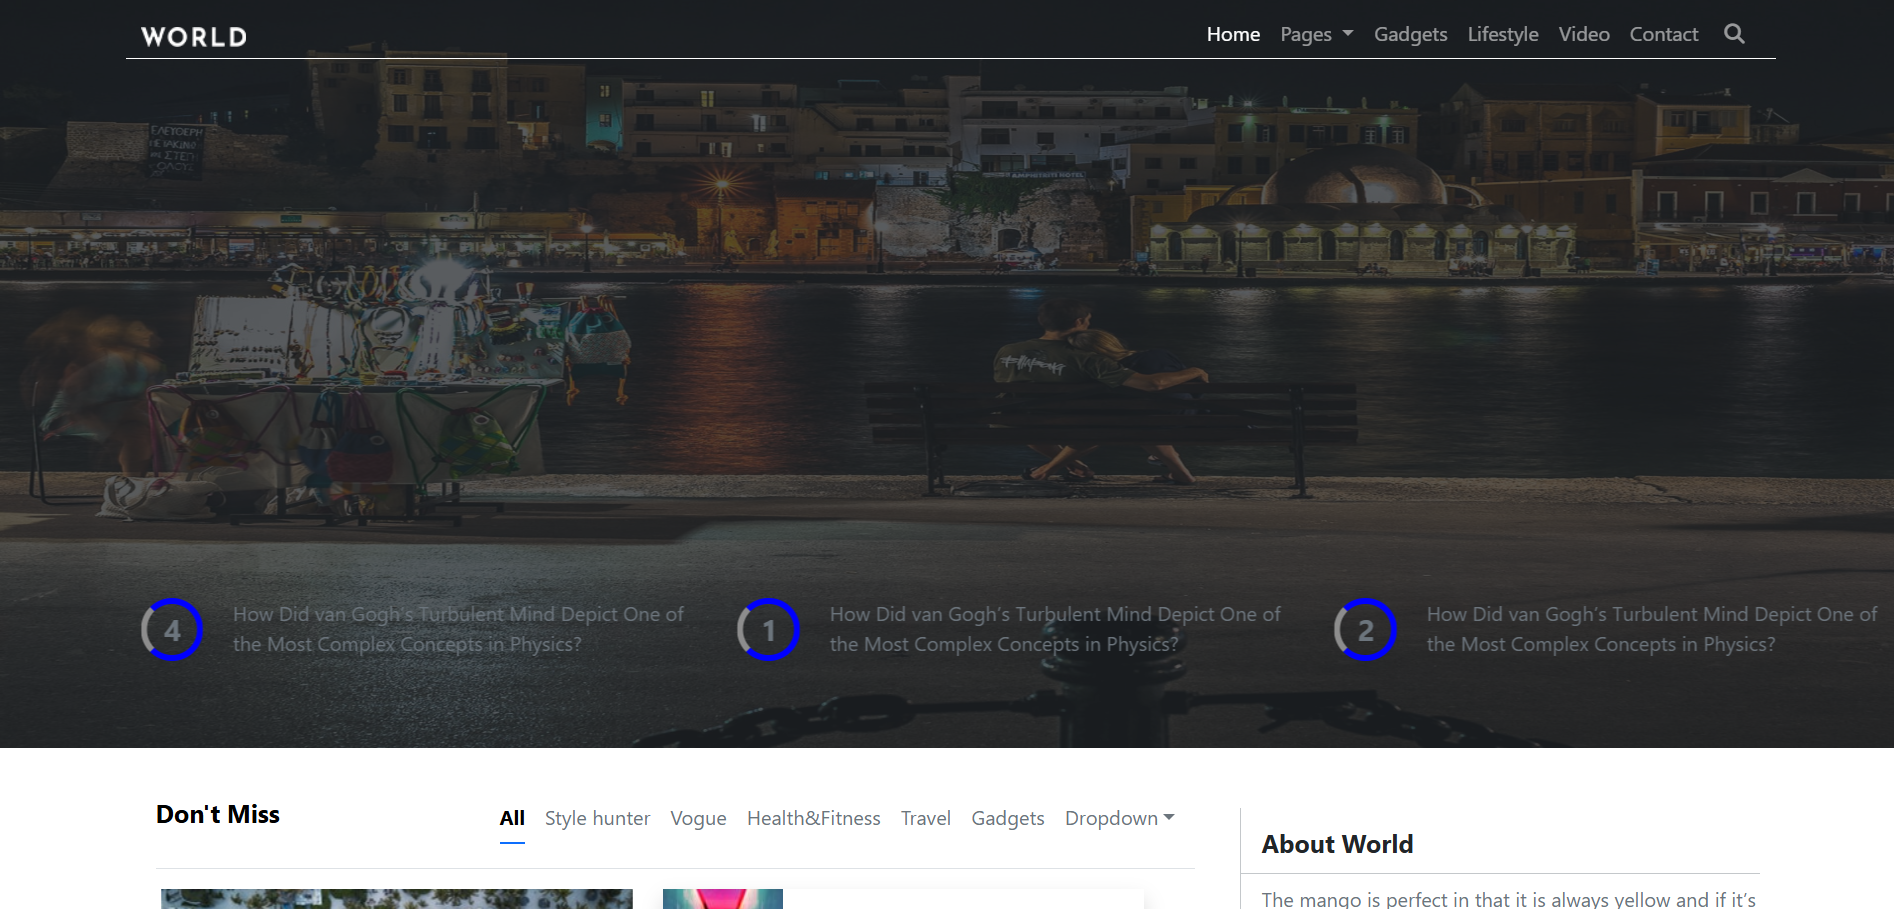 WORLD
Home Pages Gadgets Lifestyle Video Contact
ΕΛΕΥΘΕΡΗ
AMPHITRITI HOTEL
4 How Did van Gogh’s Turbulent Mind Depict One of
the Most Complex Concepts in Physics?
1 How Did van Gogh’s Turbulent Mind Depict One of
the Most Complex Concepts in Physics?
2 How Did van Gogh’s Turbulent Mind Depict One of
the Most Complex Concepts in Physics?
Don't Miss
All Style hunter Vogue Health&Fitness Travel Gadgets Dropdown
About World
The mango is perfect in that it is always yellow and if it’s